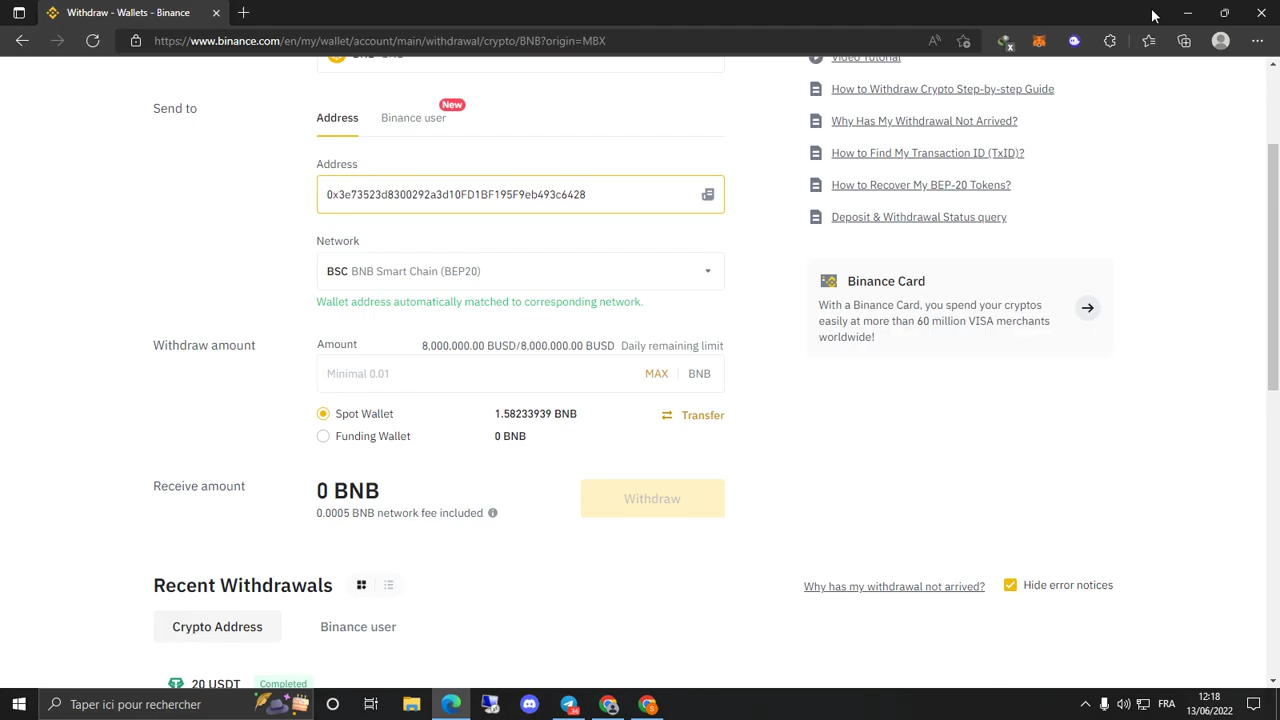 Withdraw - Wallets - Binance
https://www.binance.com/en/my/wallet/account/main/withdrawal/crypto/BNB?origin=MBX
Video Tutorial
How to Withdraw Crypto Step-by-step Guide
Why Has My Withdrawal Not Arrived?
How to Find My Transaction ID (TxID)?
How to Recover My BEP-20 Tokens?
Deposit & Withdrawal Status query
Send to
Address
Binance user
New
Address
0x3e73523d8300292a3d10FD1BF195F9eb493c6428
Network
BSC BNB Smart Chain (BEP20)
Wallet address automatically matched to corresponding network.
Binance Card
With a Binance Card, you spend your cryptos
easily at more than 60 million VISA merchants
worldwide!
Withdraw amount
Amount
8,000,000.00 BUSD/8,000,000.00 BUSD Daily remaining limit
Minimal 0.01
MAX
BNB
Spot Wallet
1.58233939 BNB
Transfer
Funding Wallet
0 BNB
Receive amount
0 BNB
0.0005 BNB network fee included
Withdraw
Recent Withdrawals
Why has my withdrawal not arrived?
Hide error notices
Crypto Address
Binance user
20 USDT
Completed
Taper ici pour rechercher
FRA
12:18
13/06/2022